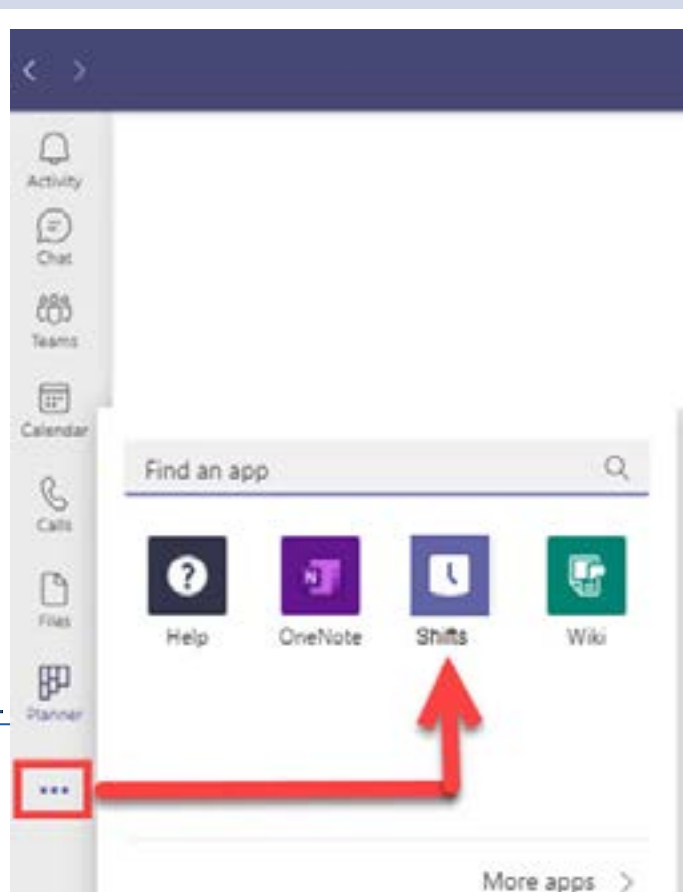 Activity
Chat
Teams
Calendar
Calls
Files
Planner
Find an app
Help OneNote Shifts Wiki
More apps